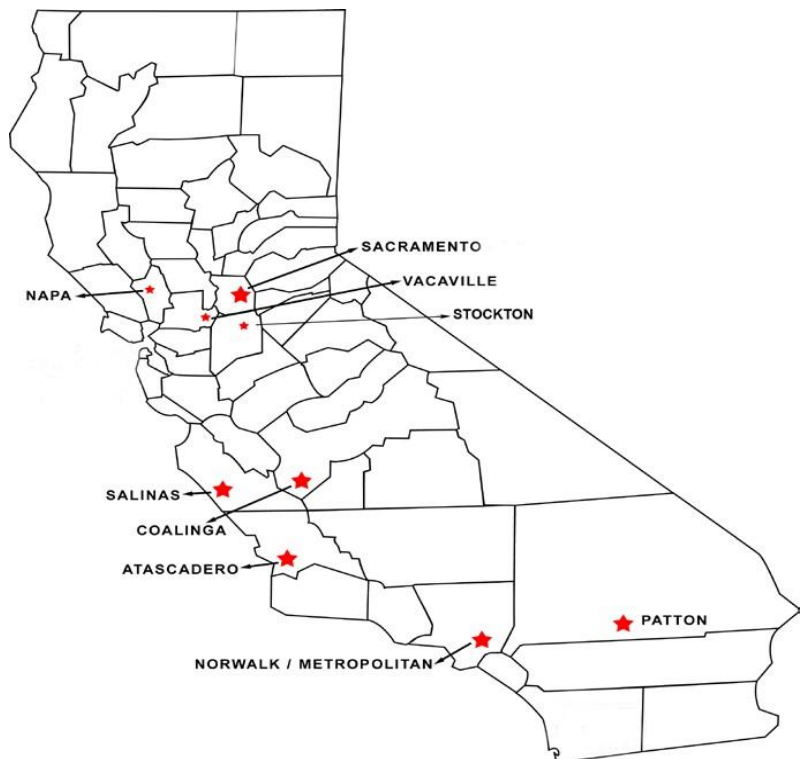 SACRAMENTO
VACAVILLE
NAPA
STOCKTON
SALINAS
COALINGA
ATASCADERO
PATTON
NORWALK / METROPOLITAN